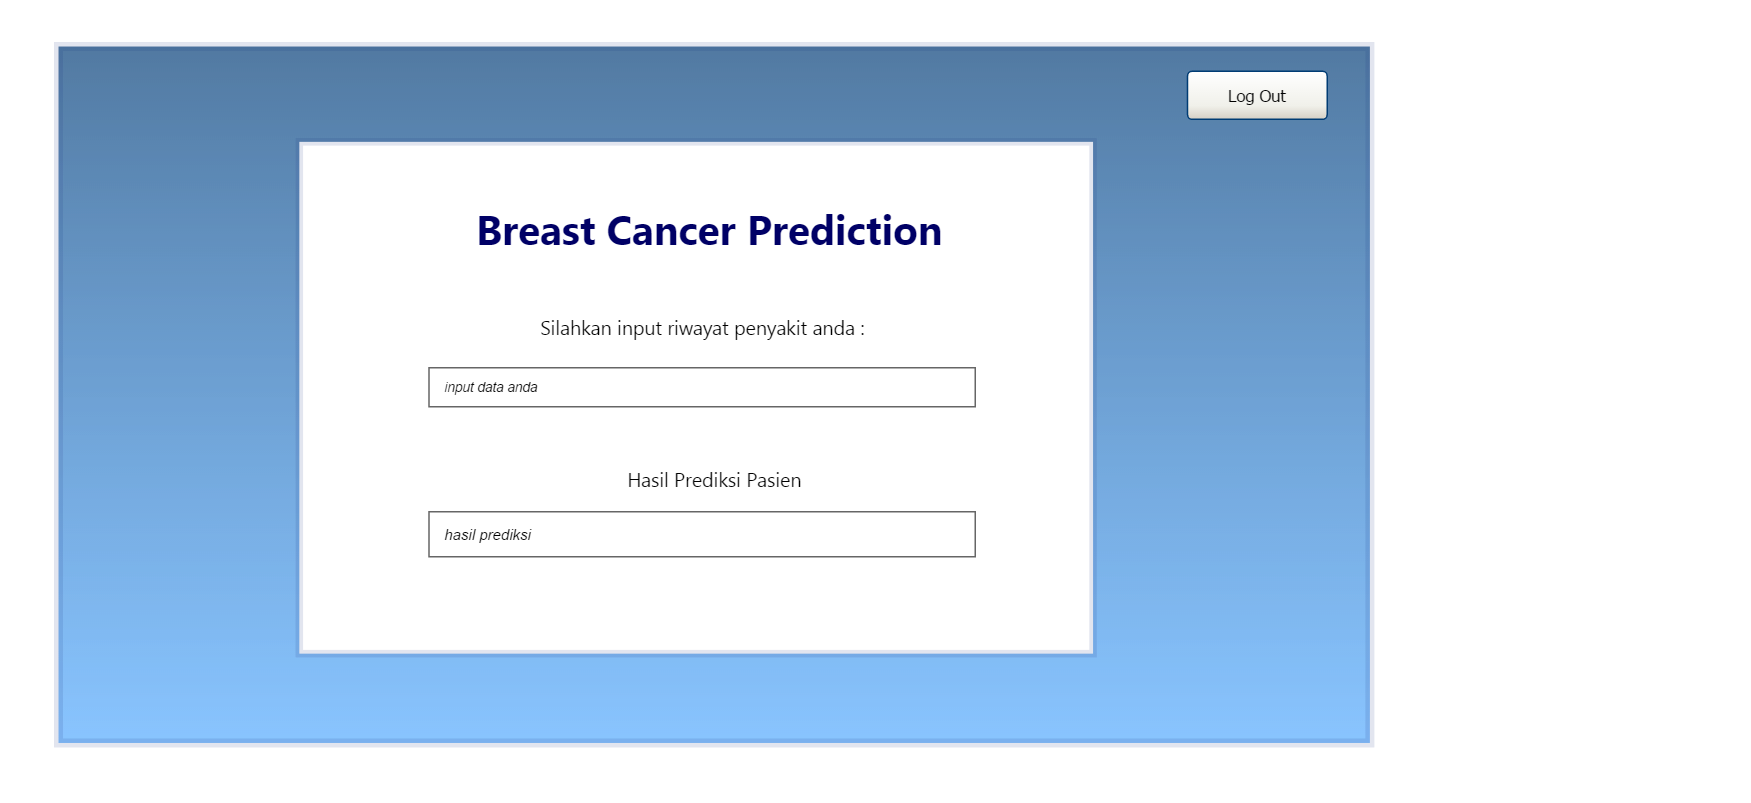 Log Out
Breast Cancer Prediction
Silahkan input riwayat penyakit anda :
input data anda
Hasil Prediksi Pasien
hasil prediksi